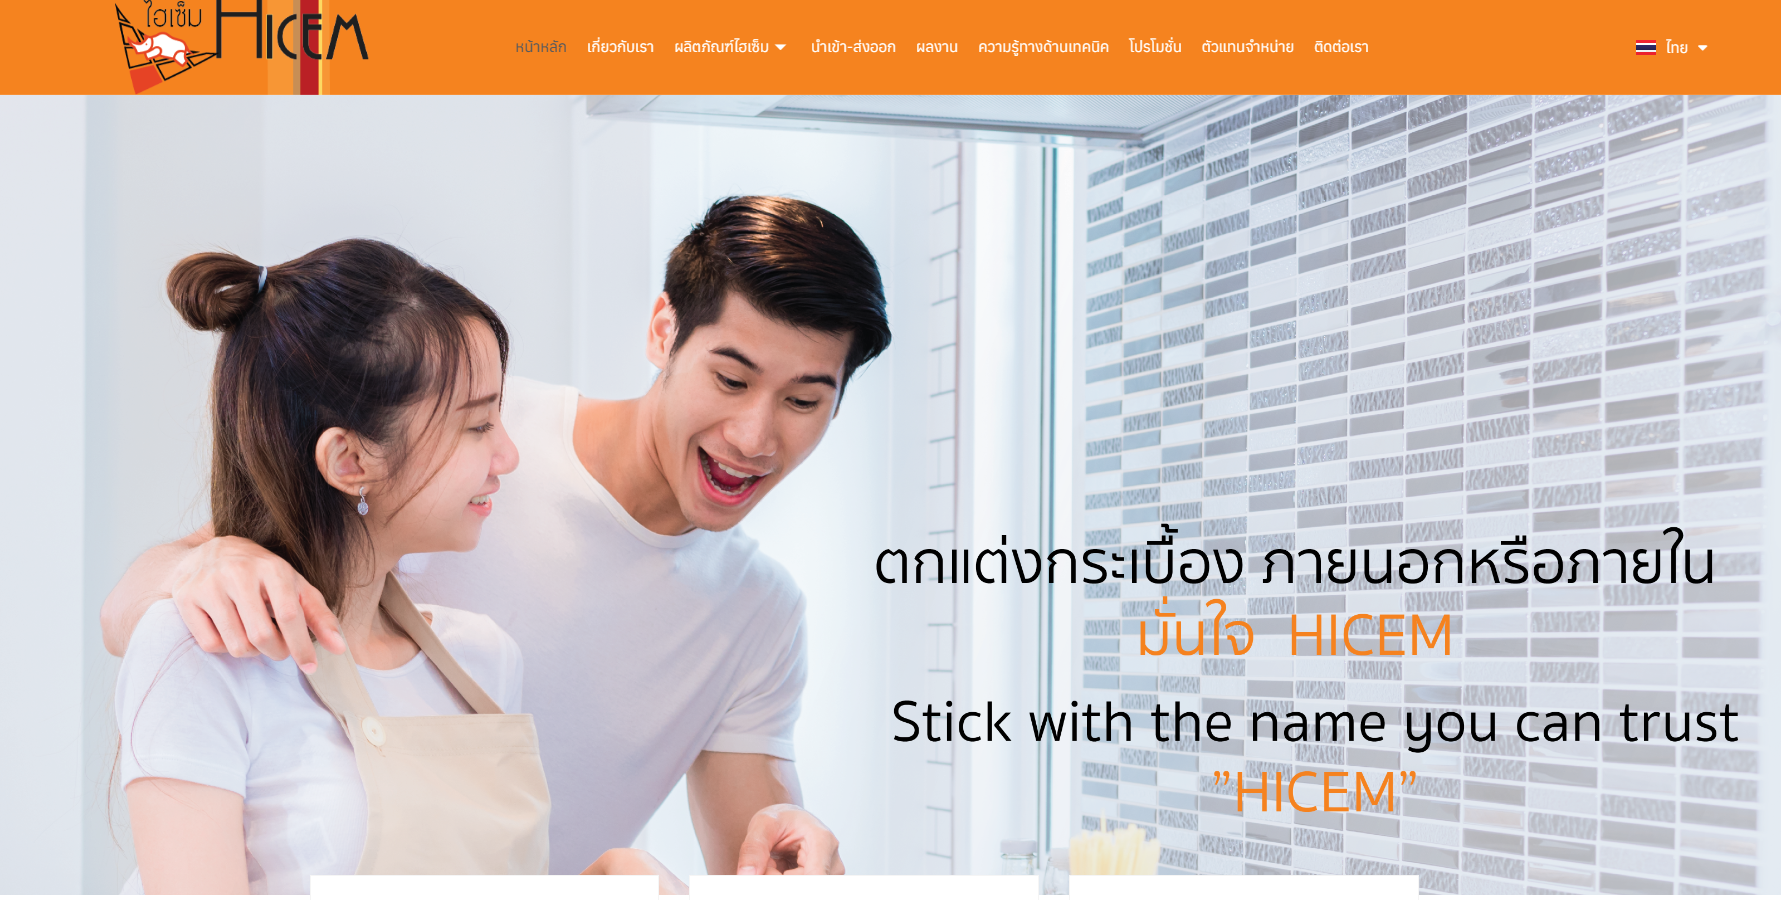 ไฮเซ็ม
HICEM
หน้าหลัก เกี่ยวกับเรา ผลิตภัณฑ์ไฮเซ็ม นำเข้า-ส่งออก ผลงาน ความรู้ทางด้านเทคนิค โปรโมชั่น ตัวแทนจำหน่าย ติดต่อเรา ไทย
ตกแต่งกระเบื้อง ภายนอกหรือภายใน
มั่นใจ HICEM
Stick with the name you can trust
”HICEM”